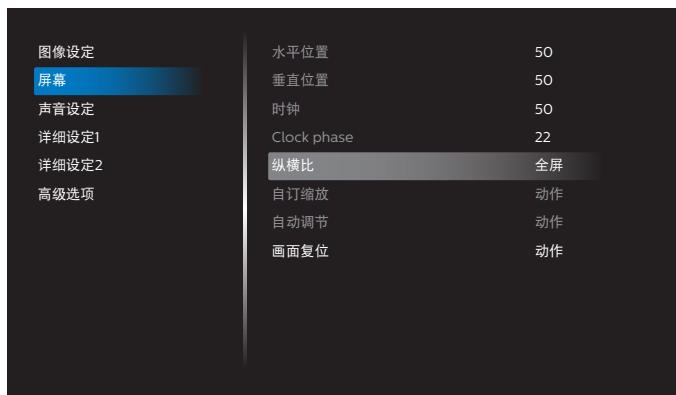 图像设定
屏幕
声音设定
详细设定1
详细设定2
高级选项
水平位置 50
垂直位置 50
时钟 50
Clock phase 22
纵横比 全屏
自订缩放 动作
自动调节 动作
画面复位 动作